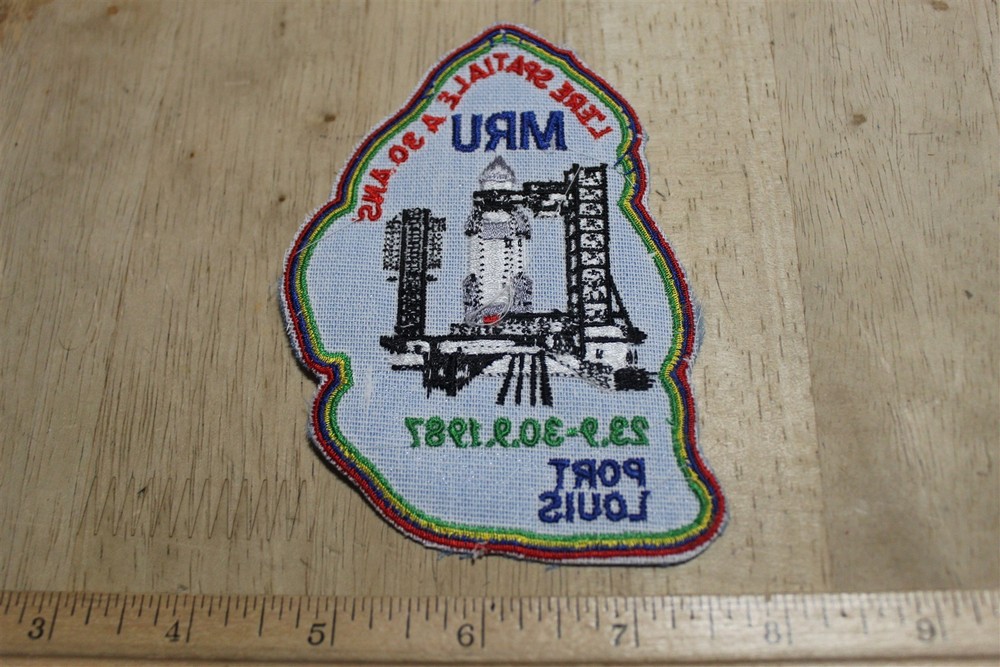 L'ERE SPATIALE A 30 ANS
MRU
23.9-30.9.1987
PORT
LOUIS
3 4 5 6 7 8 9